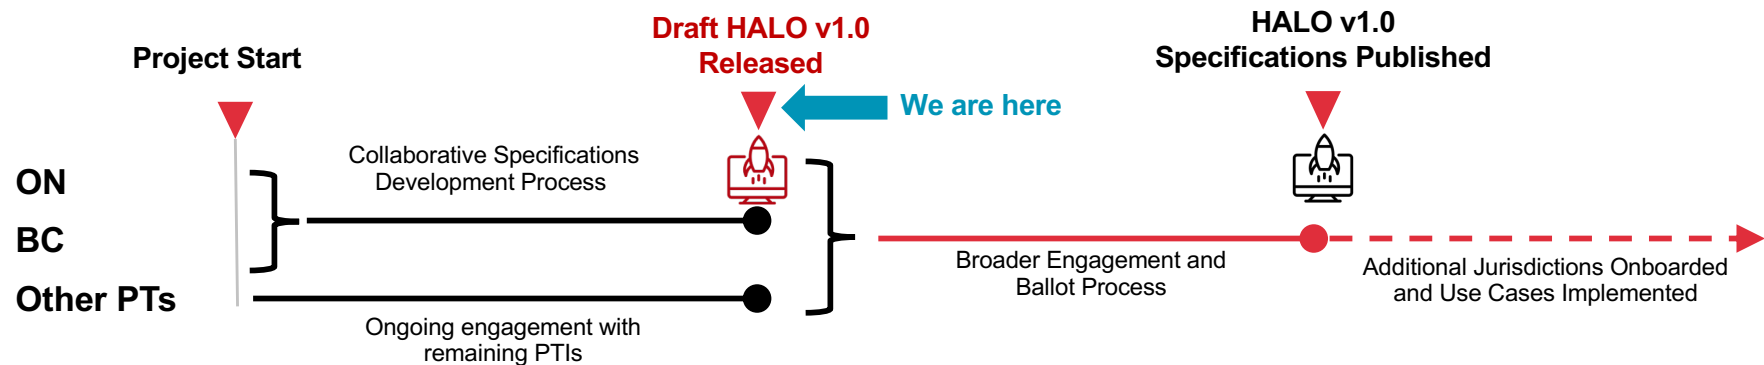 Project Start
Draft HALO v1.0
Released
HALO v1.0
Specifications Published
We are here
ON
BC
Other PTs
Collaborative Specifications
Development Process
Ongoing engagement with
remaining PTIs
Broader Engagement and
Ballot Process
Additional Jurisdictions Onboarded
and Use Cases Implemented